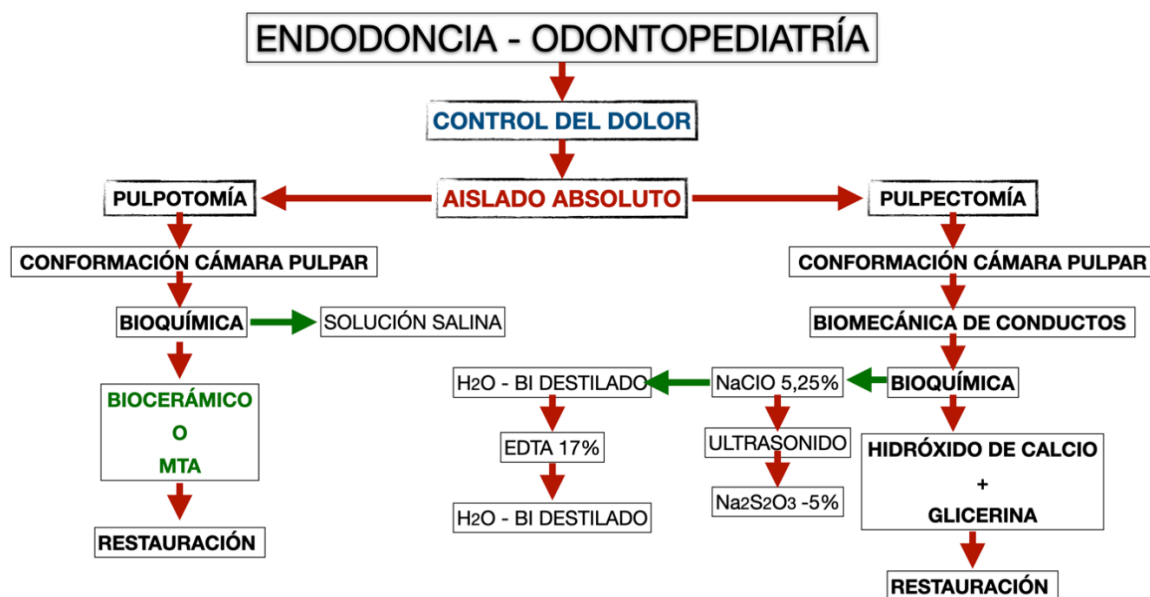 ENDODONCIA - ODONTOPEDIATRÍA
CONTROL DEL DOLOR
AISLADO ABSOLUTO
PULPOTOMÍA
CONFORMACIÓN CÁMARA PULPAR
BIOQUÍMICA
SOLUCIÓN SALINA
BIOCERÁMICO
O
MTA
RESTAURACIÓN
PULPECTOMÍA
CONFORMACIÓN CÁMARA PULPAR
BIOMECÁNICA DE CONDUCTOS
BIOQUÍMICA
NaClO 5,25%
H2O - BI DESTILADO
ULTRASONIDO
EDTA 17%
Na2S2O3 -5%
H2O - BI DESTILADO
HIDRÓXIDO DE CALCIO
+
GLICERINA
RESTAURACIÓN